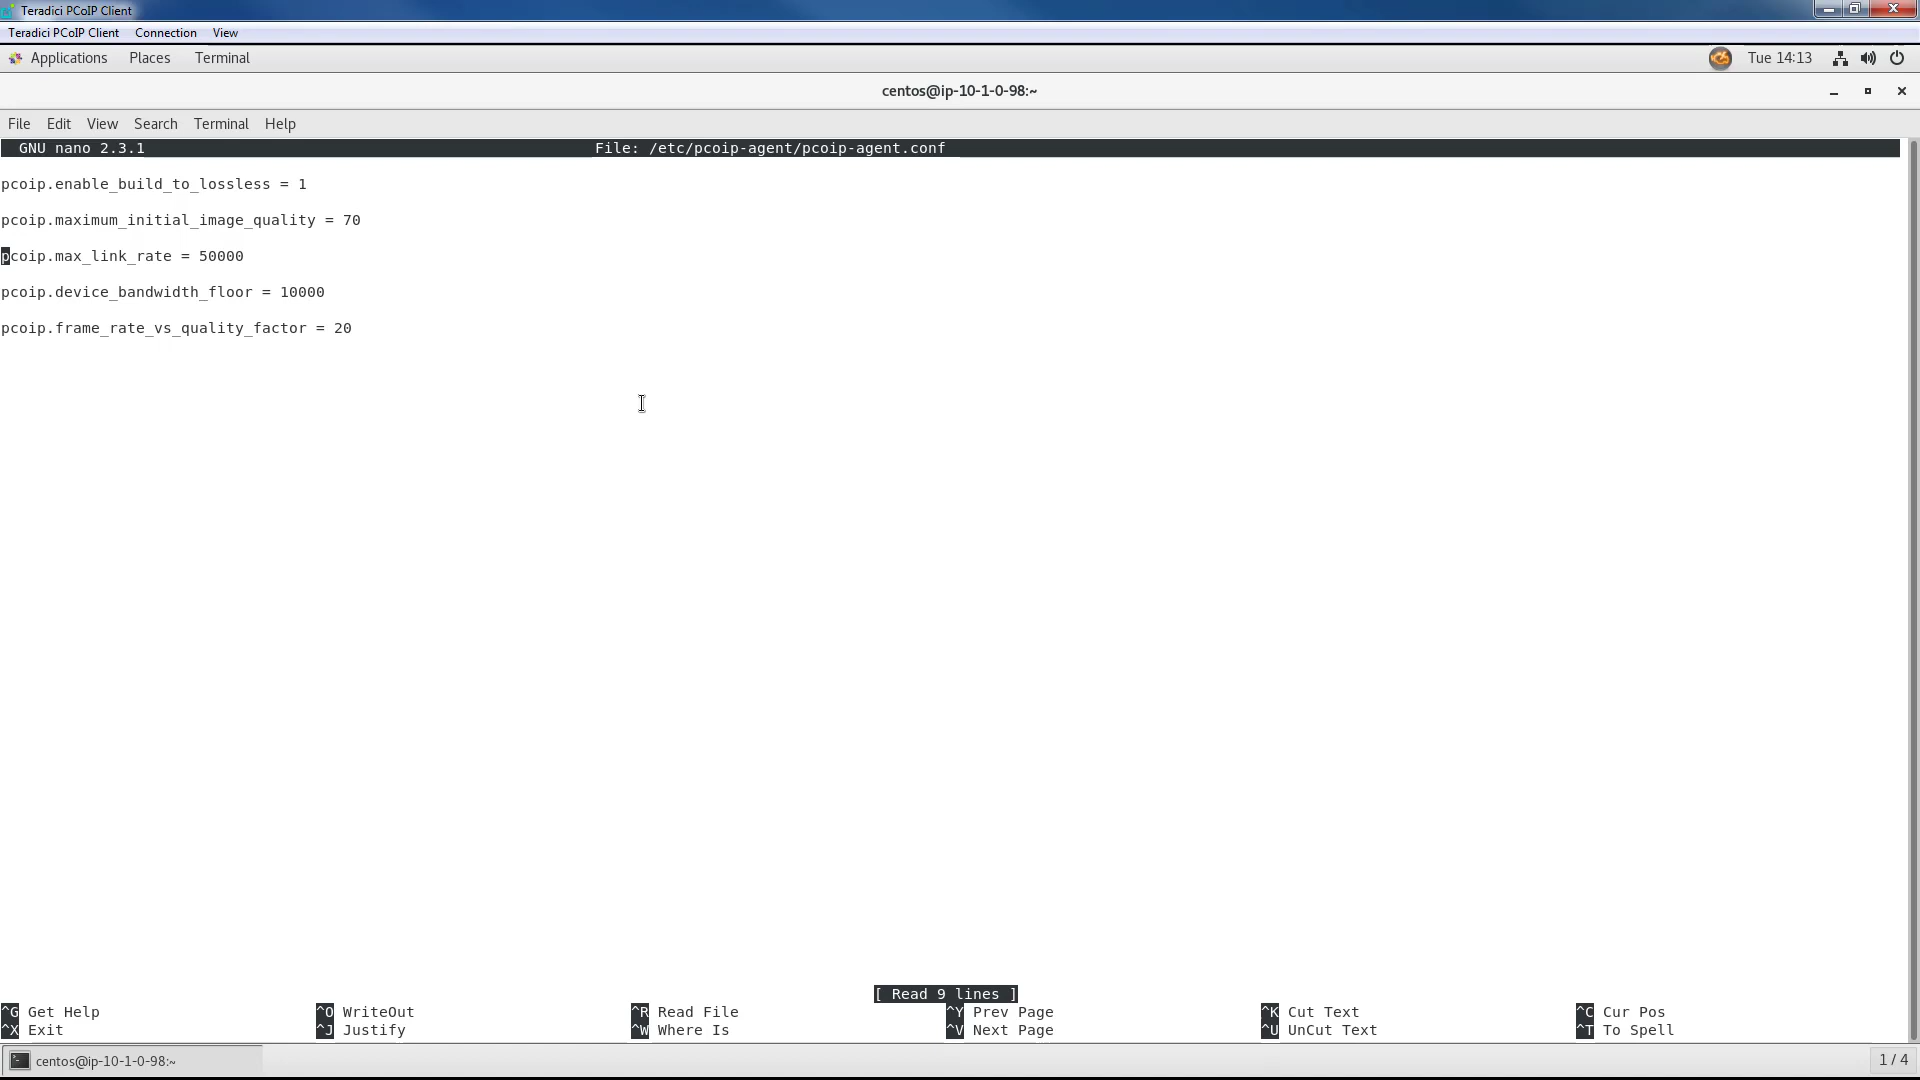 Teradici PCoIP Client
Teradici PCoIP Client Connection View
Applications Places Terminal Tue 14:13
centos@ip-10-1-0-98:~
File Edit View Search Terminal Help
GNU nano 2.3.1 File: /etc/pcoip-agent/pcoip-agent.conf
pcoip.enable_build_to_lossless = 1
pcoip.maximum_initial_image_quality = 70
pcoip.max_link_rate = 50000
pcoip.device_bandwidth_floor = 10000
pcoip.frame_rate_vs_quality_factor = 20
[ Read 9 lines ]
^G Get Help ^O WriteOut ^R Read File ^Y Prev Page ^K Cut Text ^C Cur Pos
^X Exit ^J Justify ^W Where Is ^V Next Page ^U UnCut Text ^T To Spell
centos@ip-10-1-0-98:~ 1 / 4